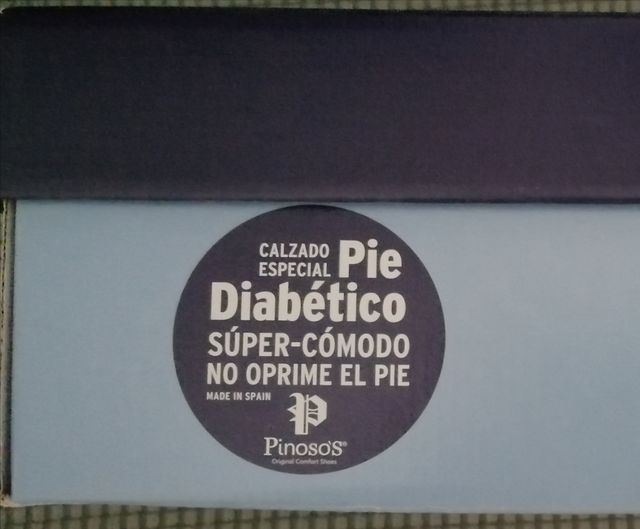 CALZADO
ESPECIAL Pie
Diabético
SÚPER-CÓMODO
NO OPRIME EL PIE
MADE IN SPAIN
P
Pinoso's®
Original Comfort Shoes